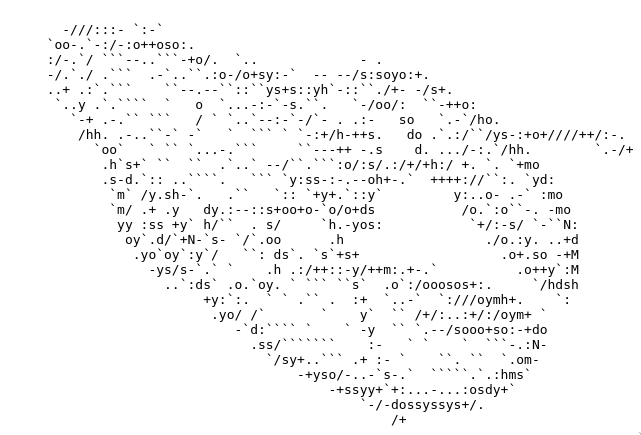 -///:::- `:-`
    `oo-.`-:/-:o++oso:.
    :/-.`/ ```--..```-+o/.  `..             - .
    -/.`./ .```  .-`..``.:o-/o+sy:-`  -- --/s:soyo:+.
    ..+ .:`.```    ``--.--``::``ys+s::yh`-::``./+- -/s+.
     `..y .`.````  `   o  `...-:-`-s.``.   `-/oo/:  ``-++o:
       `-+ .-.`` ```   / ` `..`--:-`-/`- . .:-   so   `.-`/ho.
        /hh. .-..``-` -`   `  ``` ` `-:+/h-++s.   do .`.:/``/ys-:+o+////++/:-.
          `oo`   ` `` `...-.```     ``---++ -.s    d. .../-:.`/hh.        `.-/+
           .h`s+` ``  ``  .`..` --/``.```:o/:s/.:/+/+h:/ +. `. `+mo
           .s-d.`:: ..````.   ``` `y:ss-:-.--oh+-.`  ++++://``:. `yd:
            `m` /y.sh-`.   .``   `:: `+y+.`::y`         y:..o- .-` :mo
            `m/ .+ .y   dy.:--::s+oo+o-`o/o+ds           /o.`:o``-. -mo
             yy :ss +y` h/``  . s/     `h.-yos:           `+/:-s/ `-``N:
              oy`.d/`+N-`s- `/`.oo      .h                  ./o.:y. ..+d
               .yo`oy`:y`/   ``: ds`. `s`+s+                  .o+.so -+M
                 -ys/s-`.` `    .h .:/++::-y/++m:.+-.`          .o++y`:M
                   ..`:ds` .o.`oy. ` ``` ``s`  .o`:/ooosos+:.     `/hdsh
                        +y:`:.  ` ` .`` .  :+  `..-`  `:///oymh+.    `:
                         .yo/ /`       `    y`  `` /+/:..:+/:/oym+ `
                            -`d:```` `    ` -y  `` `.--/sooo+so:-+do
                              .ss/```````    :-   ` `    `  ```-.:N-
                                `/sy+..``` .+ :- `    ``. ``  `.om-
                                    -+yso/-..-`s-.`  `````.`.:hms`
                                        -+ssyy+`+:...-...:osdy+`
                                            `-/-dossyssys+/.
                                                /+